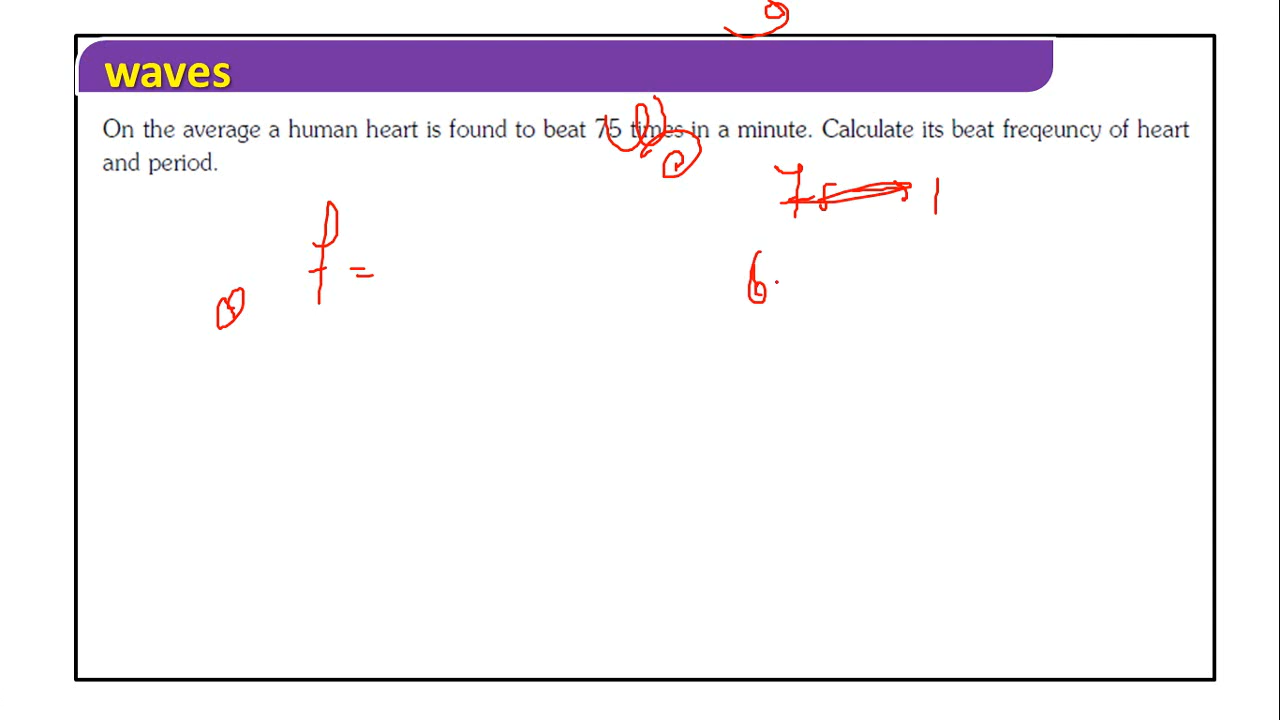 waves
On the average a human heart is found to beat 75 times in a minute. Calculate its beat freqeuncy of heart
and period.
75 1
f =
6